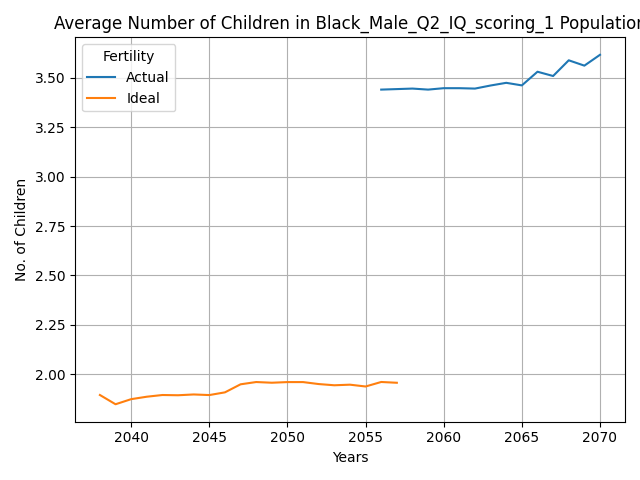 Average Number of Children in Black_Male_Q2_IQ_scoring_1 Population
Fertility
Actual
Ideal
3.50
3.25
3.00
2.75
2.50
2.25
2.00
No. of Children
2040 2045 2050 2055 2060 2065 2070
Years